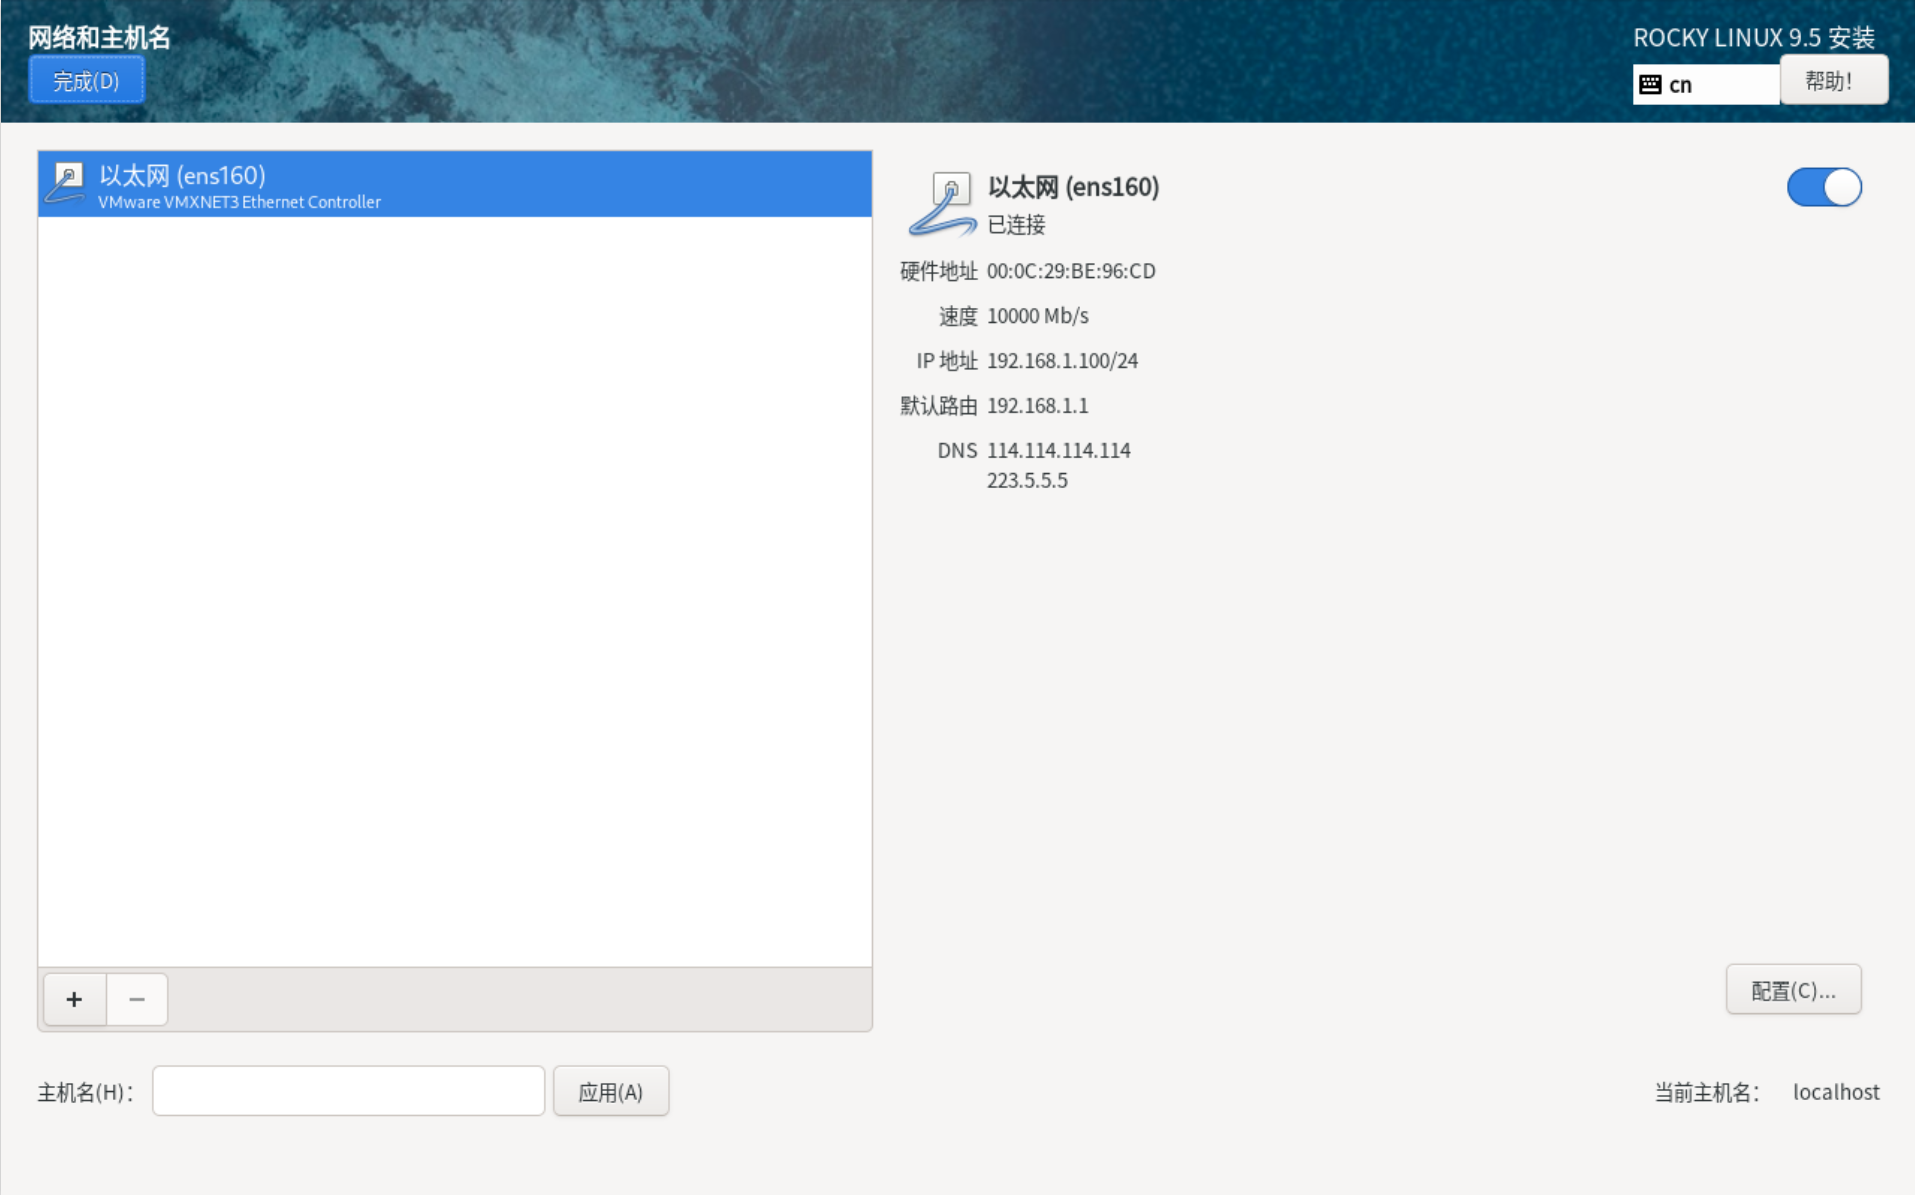 网络和主机名
完成(D)
ROCKY LINUX 9.5 安装
cn
帮助！
以太网 (ens160)
VMware VMXNET3 Ethernet Controller
以太网 (ens160)
已连接
硬件地址 00:0C:29:BE:96:CD
速度 10000 Mb/s
IP 地址 192.168.1.100/24
默认路由 192.168.1.1
DNS 114.114.114.114
223.5.5.5
+ −
配置(C)...
主机名(H)：
应用(A)
当前主机名： localhost